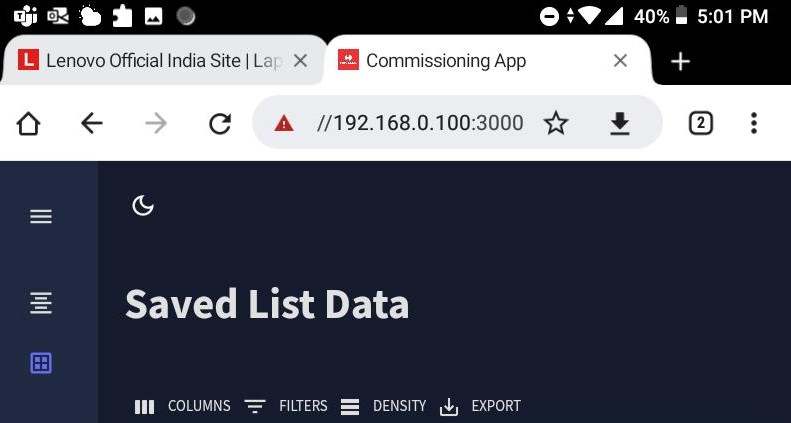 40% 5:01 PM
L Lenovo Official India Site | Lap
Commissioning App
//192.168.0.100:3000
2
Saved List Data
COLUMNS FILTERS DENSITY EXPORT